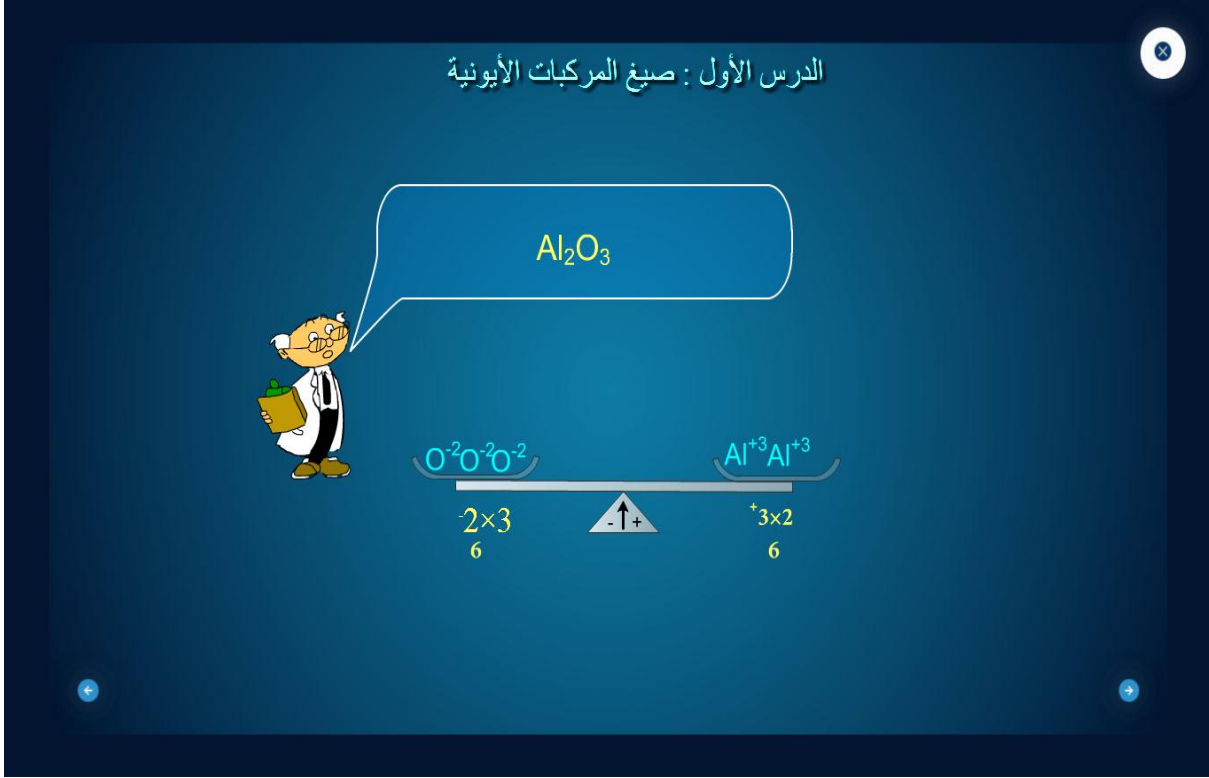 الدرس الأول : صيغ المركبات الأيونية
Al₂O₃
O⁻²O⁻²O⁻² Al⁺³Al⁺³
- +
⁻2×3 ⁺3×2
6 6